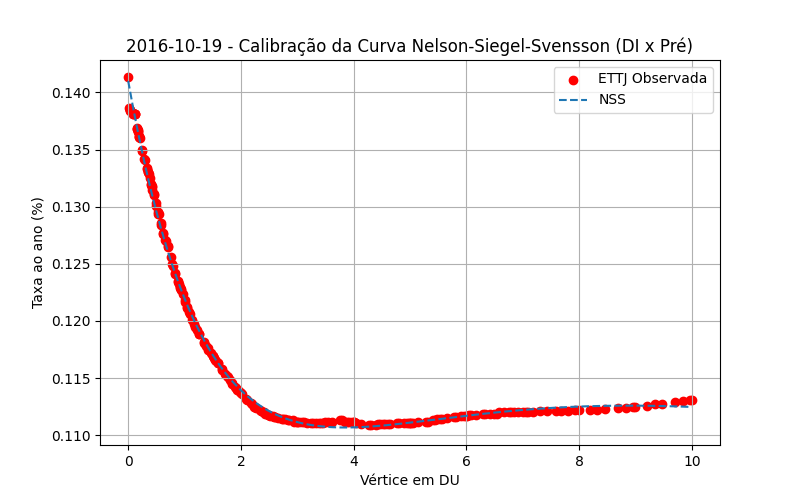 2016-10-19 - Calibração da Curva Nelson-Siegel-Svensson (DI x Pré)
ETTJ Observada
NSS
Taxa ao ano (%)
0.140
0.135
0.130
0.125
0.120
0.115
0.110
0 2 4 6 8 10
Vértice em DU